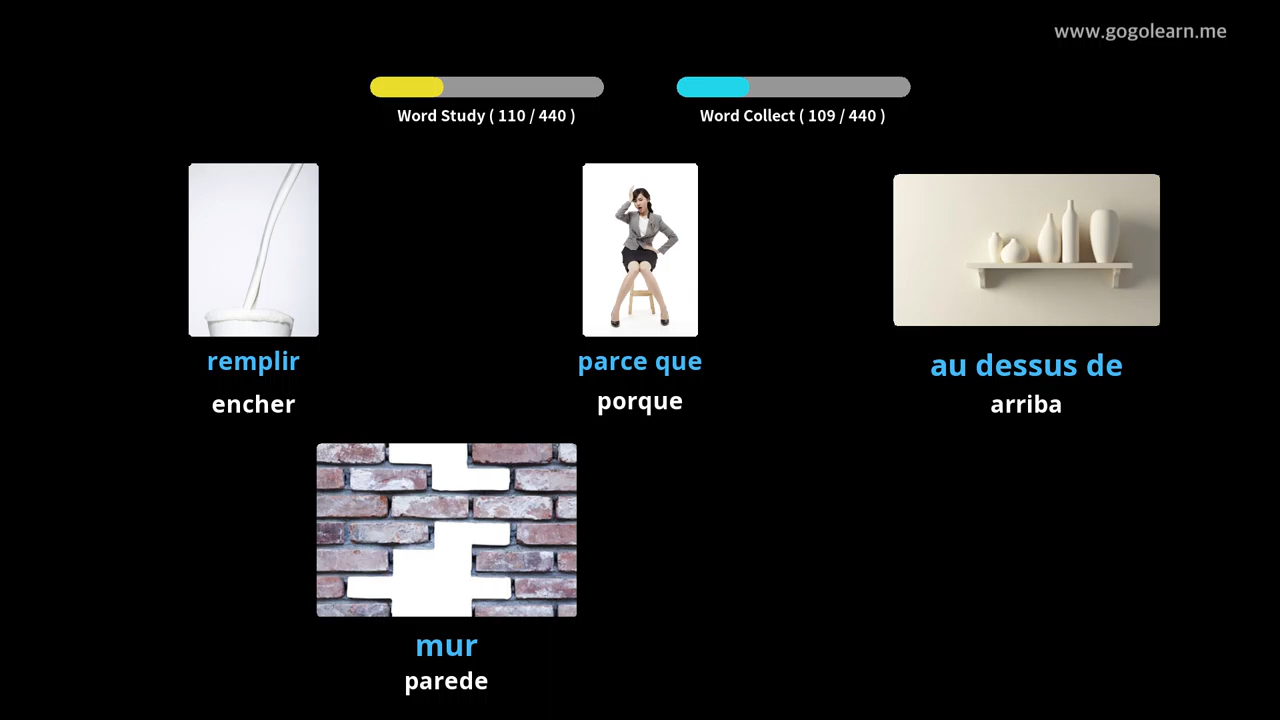 www.gogolearn.me
Word Study ( 110 / 440 )
Word Collect ( 109 / 440 )
remplir
encher
parce que
porque
au dessus de
arriba
mur
parede